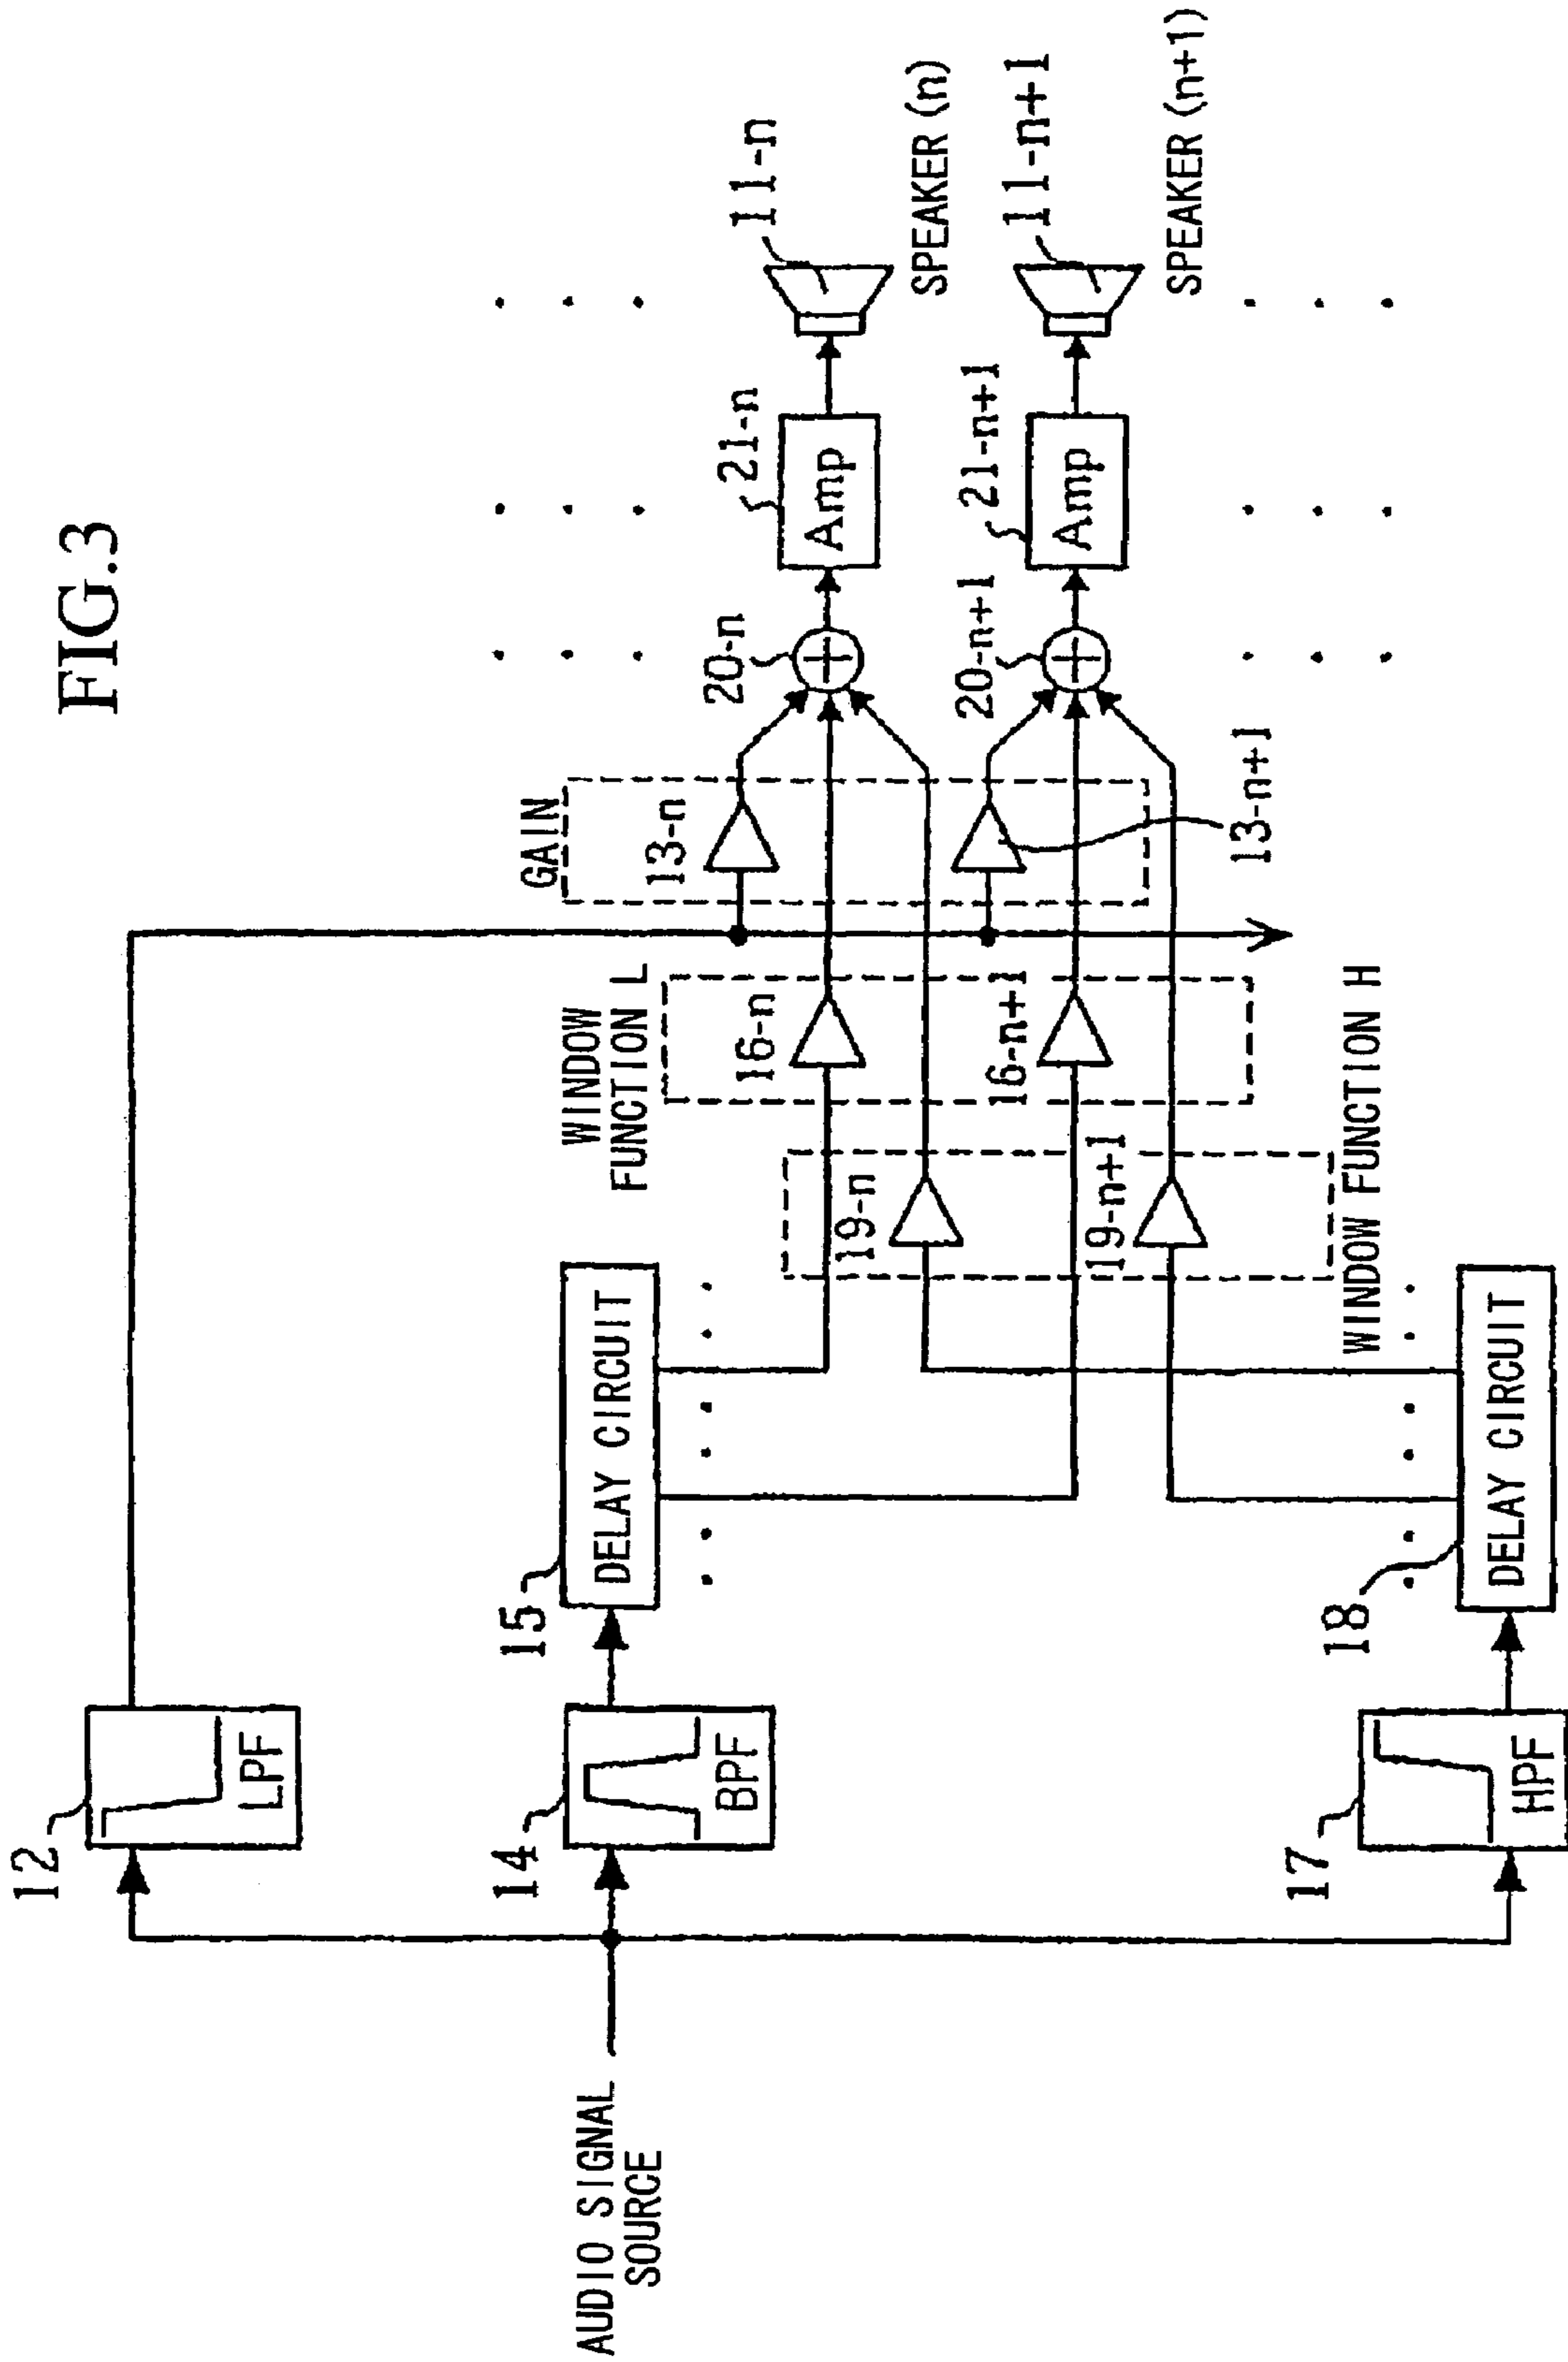 FIG.3
12
LPF
AUDIO SIGNAL
SOURCE
14
BPF
15
DELAY CIRCUIT
17
HPF
18
DELAY CIRCUIT
WINDOW
FUNCTION L
16-n
16-n+1
19-n
19-n+1
WINDOW FUNCTION H
GAIN
13-n
13-n+1
20-n
20-n+1
21-n
Amp
21-n+1
Amp
11-n
SPEAKER (n)
11-n+1
SPEAKER (n+1)